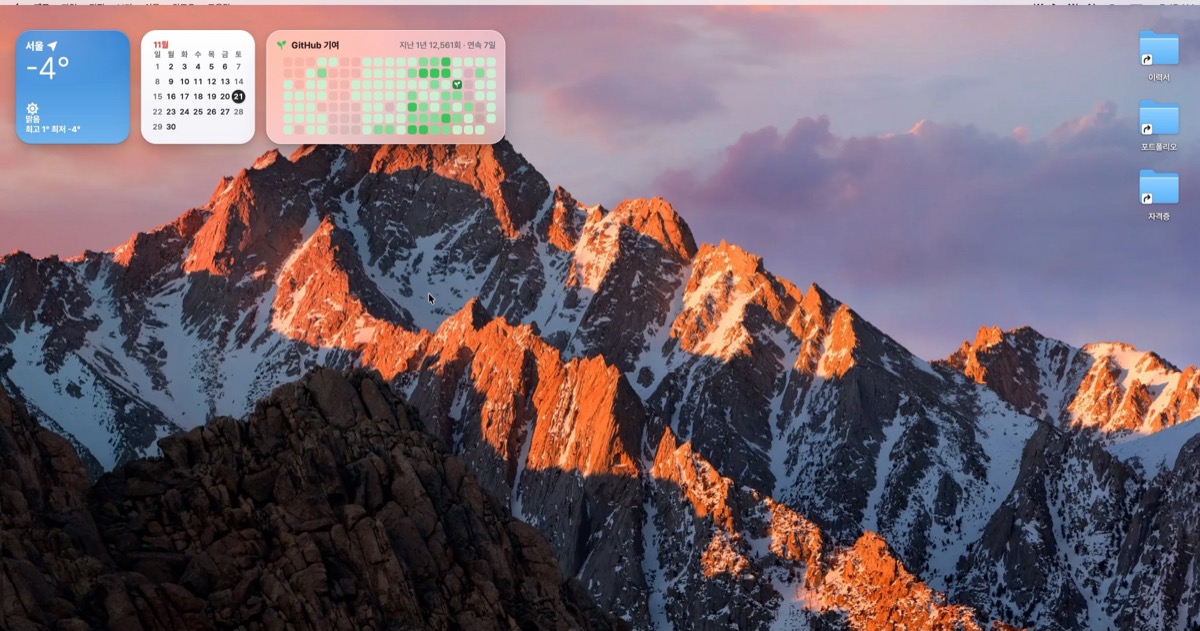 서울
-4°
맑음
최고 1° 최저 -4°
11월
일 월 화 수 목 금 토
1 2 3 4 5 6 7
8 9 10 11 12 13 14
15 16 17 18 19 20 21
22 23 24 25 26 27 28
29 30
GitHub 기여
지난 1년 12,561회 · 연속 7일
이력서
포트폴리오
자격증